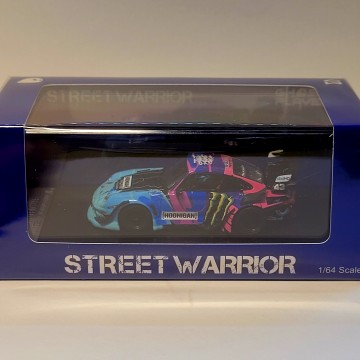 STREET WARRIOR
HOONIGAN
STREET WARRIOR
1/64 Scale